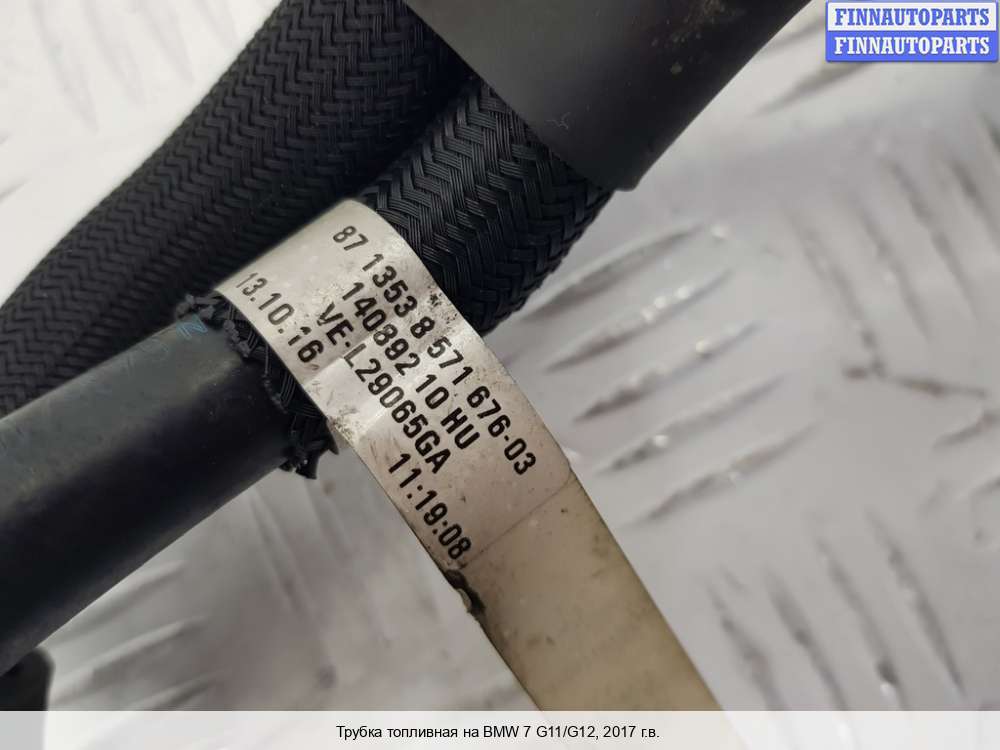 FINNAUTOPARTS
FINNAUTOPARTS
87 1353 8 571 676-03
140892 10 HU
VE-L29065GA
13.10.16 11:19:08
Трубка топливная на BMW 7 G11/G12, 2017 г.в.